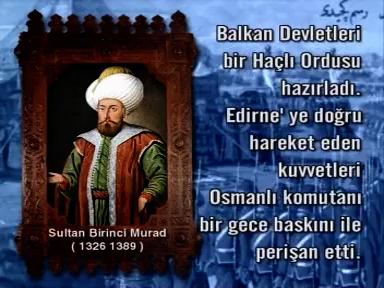 Balkan Devletleri
bir Haçlı Ordusu
hazırladı.
Edirne' ye doğru
hareket eden
kuvvetleri
Osmanlı komutanı
bir gece baskını ile
perişan etti.
Sultan Birinci Murad
( 1326 1389 )